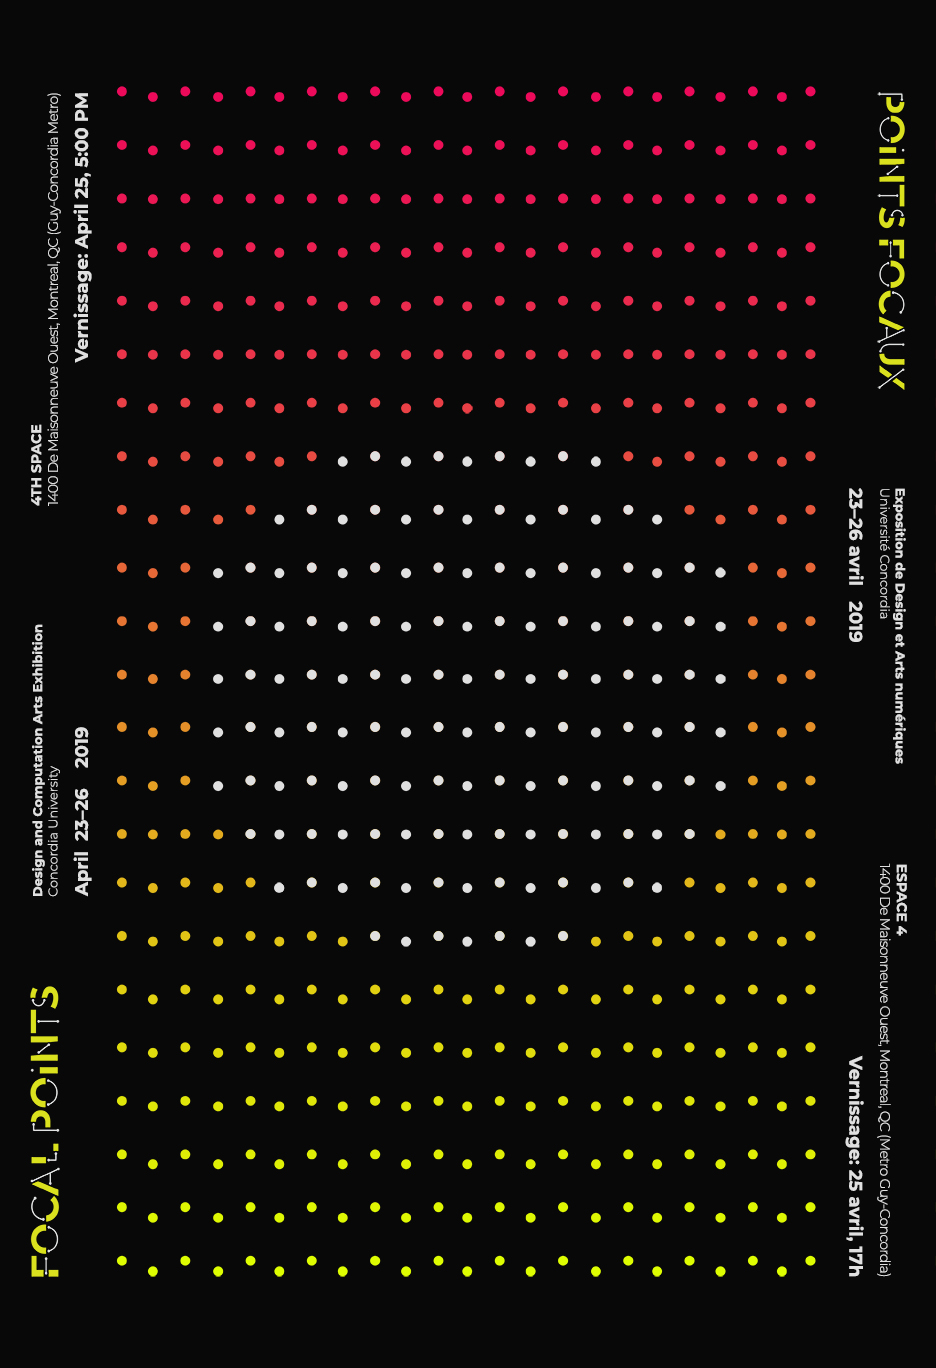 FOCAL POiNTS
Design and Computation Arts Exhibition
Concordia University
April 23–26 2019
4TH SPACE
1400 De Maisonneuve Ouest, Montreal, QC (Guy-Concordia Metro)
Vernissage: April 25, 5:00 PM
POiNTS FOCAUX
Exposition de Design et Arts numériques
Université Concordia
23–26 avril 2019
ESPACE 4
1400 De Maisonneuve Ouest, Montreal, QC (Metro Guy-Concordia)
Vernissage: 25 avril, 17h